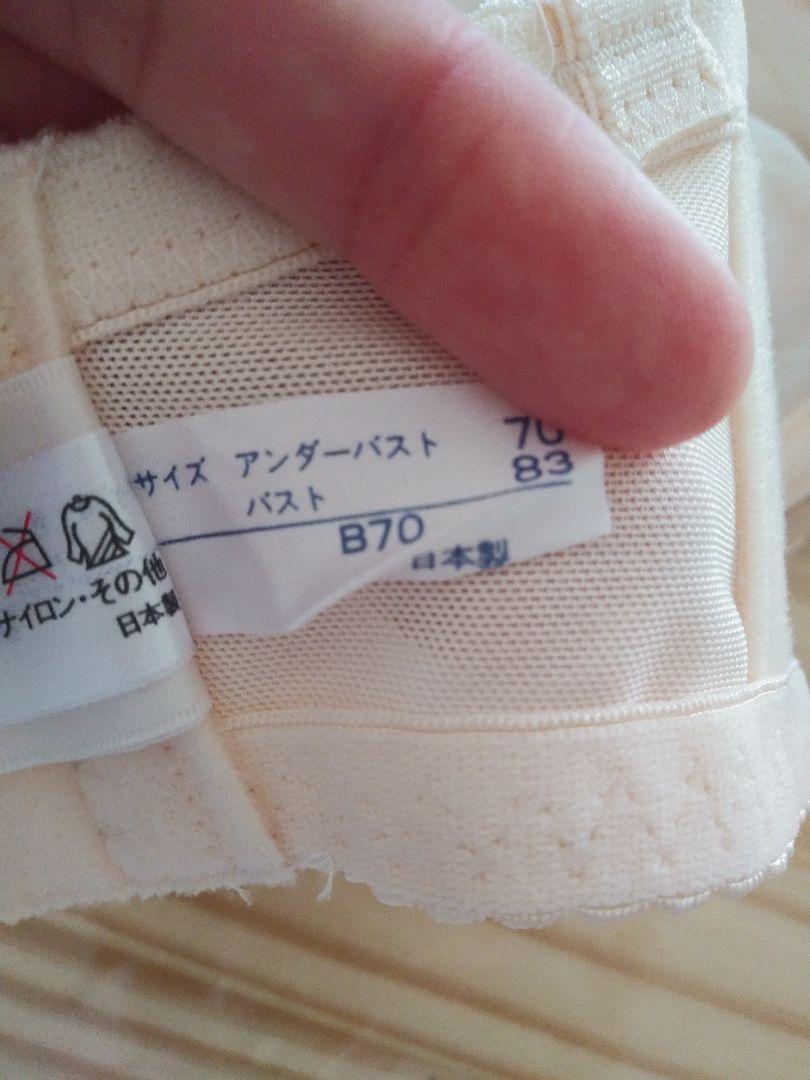 サイズ アンダーバスト 70
バスト 83
B70
日本製
ナイロン・その他
日本製